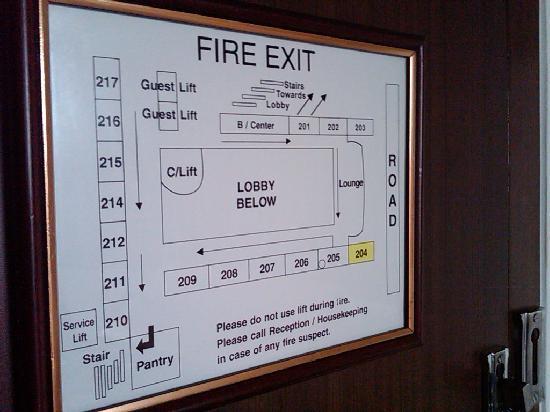 FIRE EXIT
217
216
215
214
212
211
210
Guest Lift
Guest Lift
Stairs
Towards
Lobby
B / Center
201
202
203
C/Lift
LOBBY
BELOW
Lounge
ROAD
209
208
207
206
205
204
Service
Lift
Stair
Pantry
Please do not use lift during fire.
Please call Reception / Housekeeping
in case of any fire suspect.